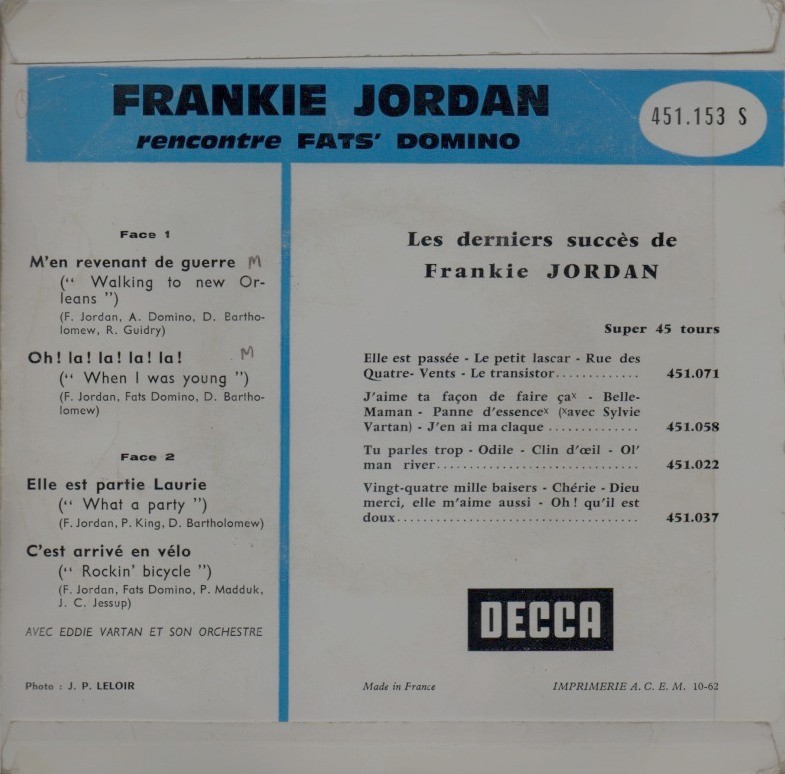 FRANKIE JORDAN
rencontre FATS' DOMINO
451.153 S
Face 1
M'en revenant de guerre M
(" Walking to new Or-
leans ")
(F. Jordan, A. Domino, D. Bartho-
lomew, R. Guidry)
Oh! la! la! la! la! M
(" When I was young ")
(F. Jordan, Fats Domino, D. Bartho-
lomew)
Face 2
Elle est partie Laurie
(" What a party ")
(F. Jordan, P. King, D. Bartholomew)
C'est arrivé en vélo
(" Rockin' bicycle ")
(F. Jordan, Fats Domino, P. Madduk,
J. C. Jessup)
AVEC EDDIE VARTAN ET SON ORCHESTRE
Photo : J. P. LELOIR
Les derniers succès de
Frankie JORDAN
Super 45 tours
Elle est passée - Le petit lascar - Rue des
Quatre- Vents - Le transistor............. 451.071
J'aime ta façon de faire çaˣ - Belle-
Maman - Panne d'essenceˣ (ˣavec Sylvie
Vartan) - J'en ai ma claque .............. 451.058
Tu parles trop - Odile - Clin d'œil - Ol'
man river............................... 451.022
Vingt-quatre mille baisers - Chérie - Dieu
merci, elle m'aime aussi - Oh! qu'il est
doux..................................... 451.037
DECCA
Made in France
IMPRIMERIE A. C. E. M. 10-62